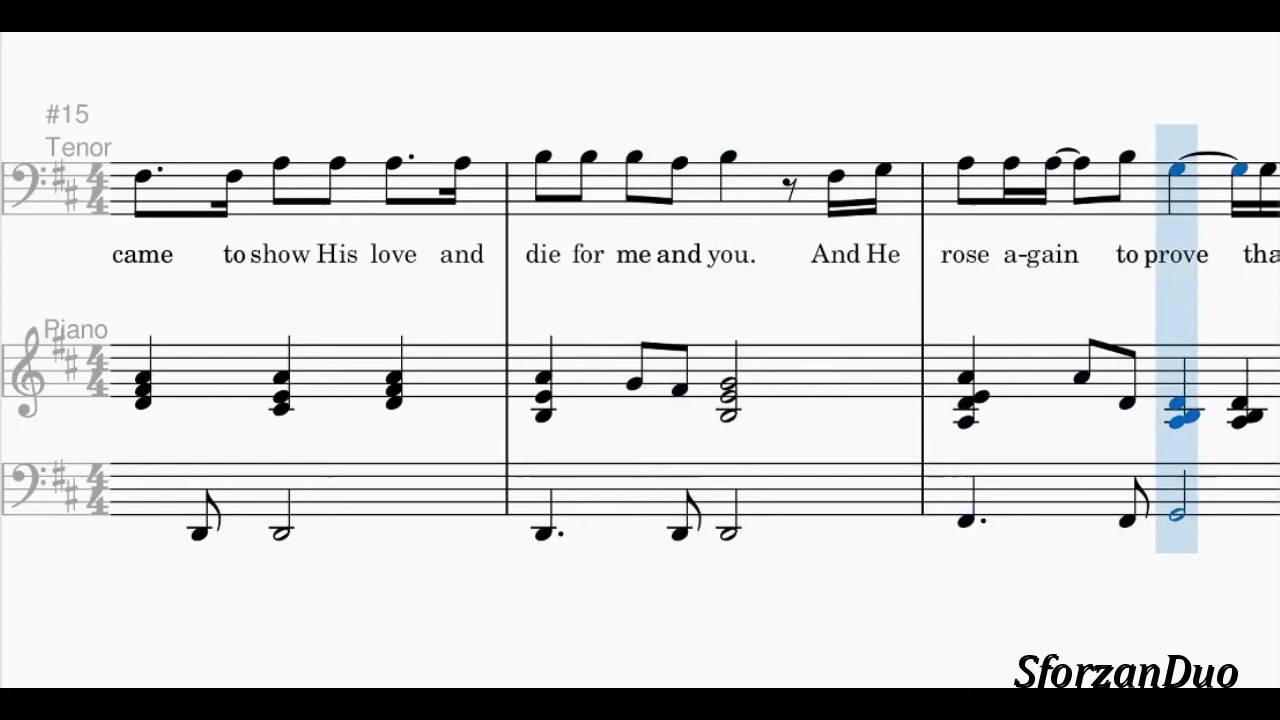 #15
Tenor
came to show His love and die for me and you. And He rose a-gain to prove tha
Piano
SforzanDuo